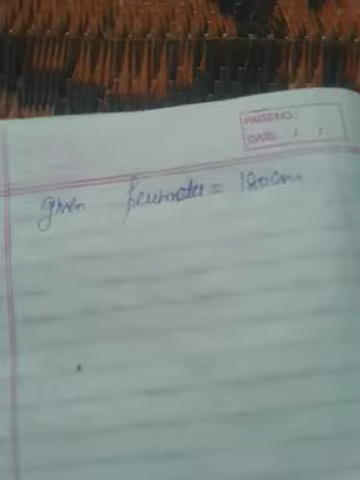 PAGE NO.:
DATE: / /
given perimeter = 180cm